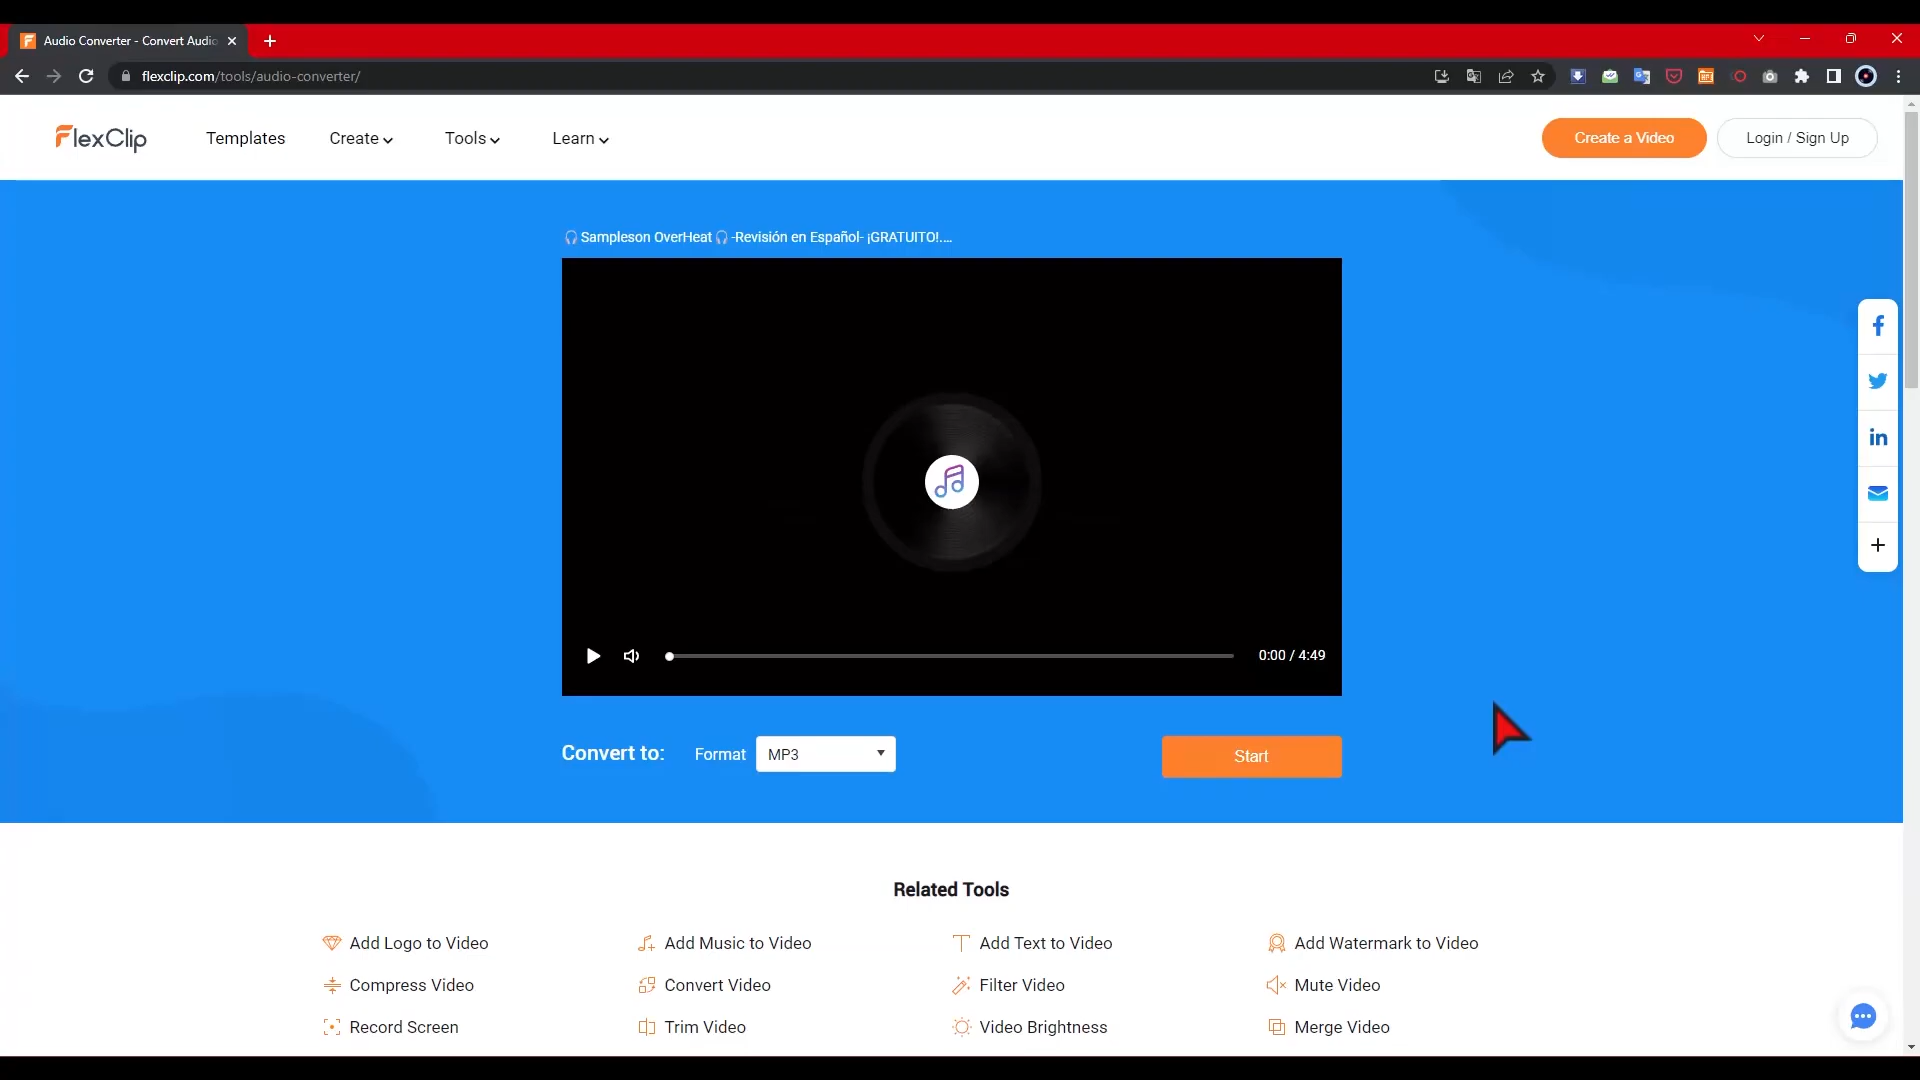 Audio Converter - Convert Audio
flexclip.com/tools/audio-converter/
FlexClip
Templates
Create
Tools
Learn
Create a Video
Login / Sign Up
🎧Sampleson OverHeat🎧-Revisión en Español- ¡GRATUITO!....
0:00 / 4:49
Convert to:
Format
MP3
Start
Related Tools
Add Logo to Video
Add Music to Video
Add Text to Video
Add Watermark to Video
Compress Video
Convert Video
Filter Video
Mute Video
Record Screen
Trim Video
Video Brightness
Merge Video